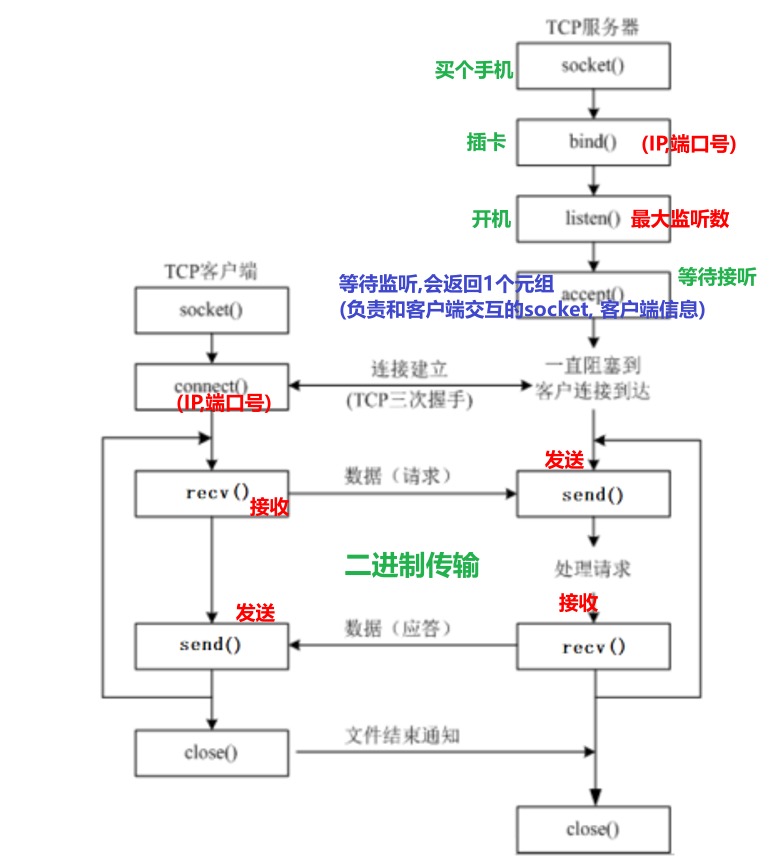 TCP服务器
买个手机
socket()
插卡
bind()
(IP,端口号)
开机
listen()
最大监听数
TCP客户端
等待监听,会返回1个元组
等待接听
accept()
(负责和客户端交互的socket, 客户端信息)
socket()
一直阻塞到
客户连接到达
连接建立
connect()
(IP,端口号)
(TCP三次握手)
发送
数据（请求）
recv()
接收
send()
二进制传输
处理请求
接收
发送
数据（应答）
send()
recv()
文件结束通知
close()
close()